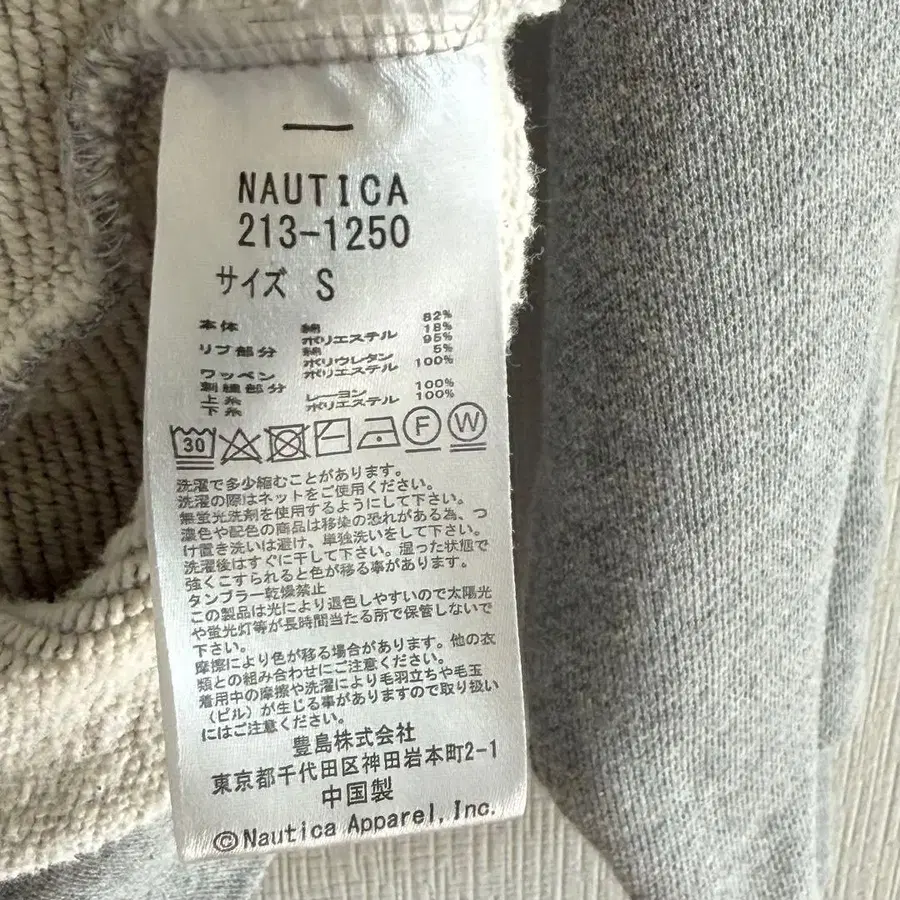 NAUTICA
213-1250
サイズ S
本体 綿 82%
ポリエステル 18%
リブ部分 綿 95%
ポリウレタン 5%
ワッペン ポリエステル 100%
刺繍部分
上糸 レーヨン 100%
下糸 ポリエステル 100%
30 F W
洗濯で多少縮むことがあります。
洗濯の際はネットをご使用ください。
無蛍光洗剤を使用するようにして下さい。
濃色や配色の商品は移染の恐れがある為、つ
け置き洗いは避け、単独洗いをして下さい。
洗濯後はすぐに干して下さい。湿った状態で
強くこすられると色が移る事があります。
タンブラー乾燥禁止
この製品は光により退色しやすいので太陽光
や蛍光灯等が長時間当たる所で保管しないで
下さい。
摩擦により色が移る場合があります。他の衣
類との組み合わせにご注意ください。
着用中の摩擦や洗濯により毛羽立ちや毛玉
（ピル）が生じる事がありますので取り扱い
にはご注意ください。
豊島株式会社
東京都千代田区神田岩本町2-1
中国製
©Nautica Apparel, Inc.